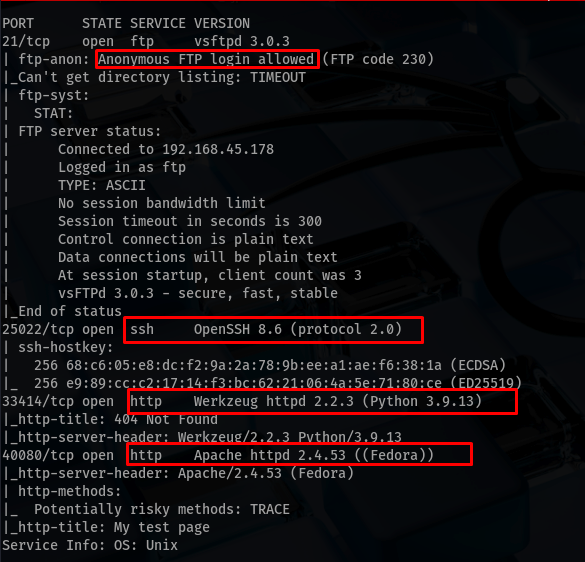 PORT      STATE SERVICE VERSION
21/tcp    open  ftp     vsftpd 3.0.3
| ftp-anon: Anonymous FTP login allowed (FTP code 230)
|_Can't get directory listing: TIMEOUT
| ftp-syst:
|   STAT:
| FTP server status:
|      Connected to 192.168.45.178
|      Logged in as ftp
|      TYPE: ASCII
|      No session bandwidth limit
|      Session timeout in seconds is 300
|      Control connection is plain text
|      Data connections will be plain text
|      At session startup, client count was 3
|      vsFTPd 3.0.3 - secure, fast, stable
|_End of status
25022/tcp open  ssh     OpenSSH 8.6 (protocol 2.0)
| ssh-hostkey:
|   256 68:c6:05:e8:dc:f2:9a:2a:78:9b:ee:a1:ae:f6:38:1a (ECDSA)
|_  256 e9:89:cc:c2:17:14:f3:bc:62:21:06:4a:5e:71:80:ce (ED25519)
33414/tcp open  http    Werkzeug httpd 2.2.3 (Python 3.9.13)
|_http-title: 404 Not Found
|_http-server-header: Werkzeug/2.2.3 Python/3.9.13
40080/tcp open  http    Apache httpd 2.4.53 ((Fedora))
|_http-server-header: Apache/2.4.53 (Fedora)
| http-methods:
|_  Potentially risky methods: TRACE
|_http-title: My test page
Service Info: OS: Unix